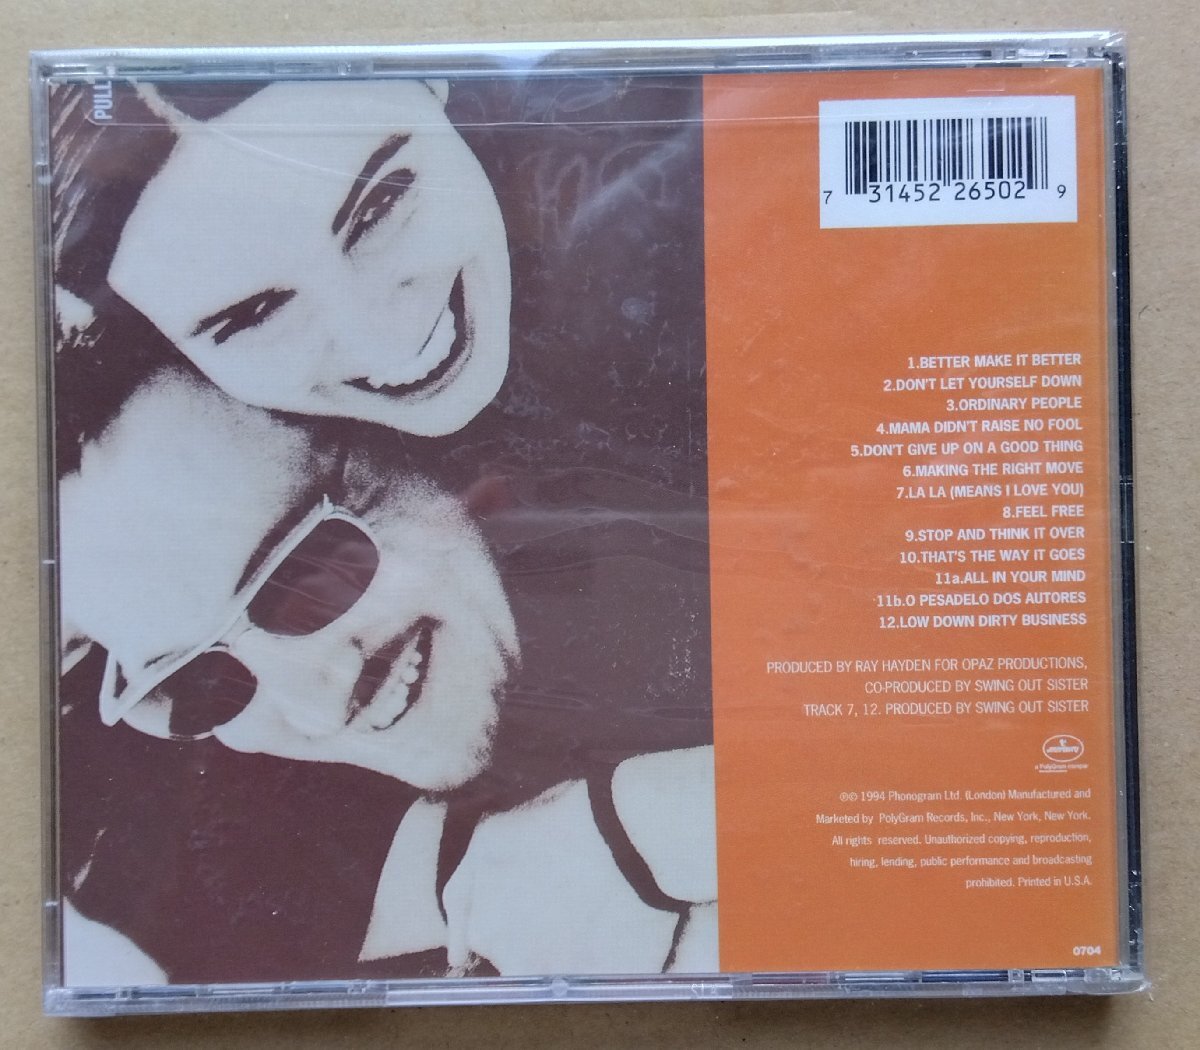 PULL
7 31452 26502 9
1.BETTER MAKE IT BETTER
2.DON'T LET YOURSELF DOWN
3.ORDINARY PEOPLE
4.MAMA DIDN'T RAISE NO FOOL
5.DON'T GIVE UP ON A GOOD THING
6.MAKING THE RIGHT MOVE
7.LA LA (MEANS I LOVE YOU)
8.FEEL FREE
9.STOP AND THINK IT OVER
10.THAT'S THE WAY IT GOES
11a.ALL IN YOUR MIND
11b.O PESADELO DOS AUTORES
12.LOW DOWN DIRTY BUSINESS
PRODUCED BY RAY HAYDEN FOR OPAZ PRODUCTIONS,
CO-PRODUCED BY SWING OUT SISTER
TRACK 7, 12. PRODUCED BY SWING OUT SISTER
mercury
a PolyGram company
℗© 1994 Phonogram Ltd. (London) Manufactured and
Marketed by PolyGram Records, Inc., New York, New York.
All rights reserved. Unauthorized copying, reproduction,
hiring, lending, public performance and broadcasting
prohibited. Printed in U.S.A.
0704